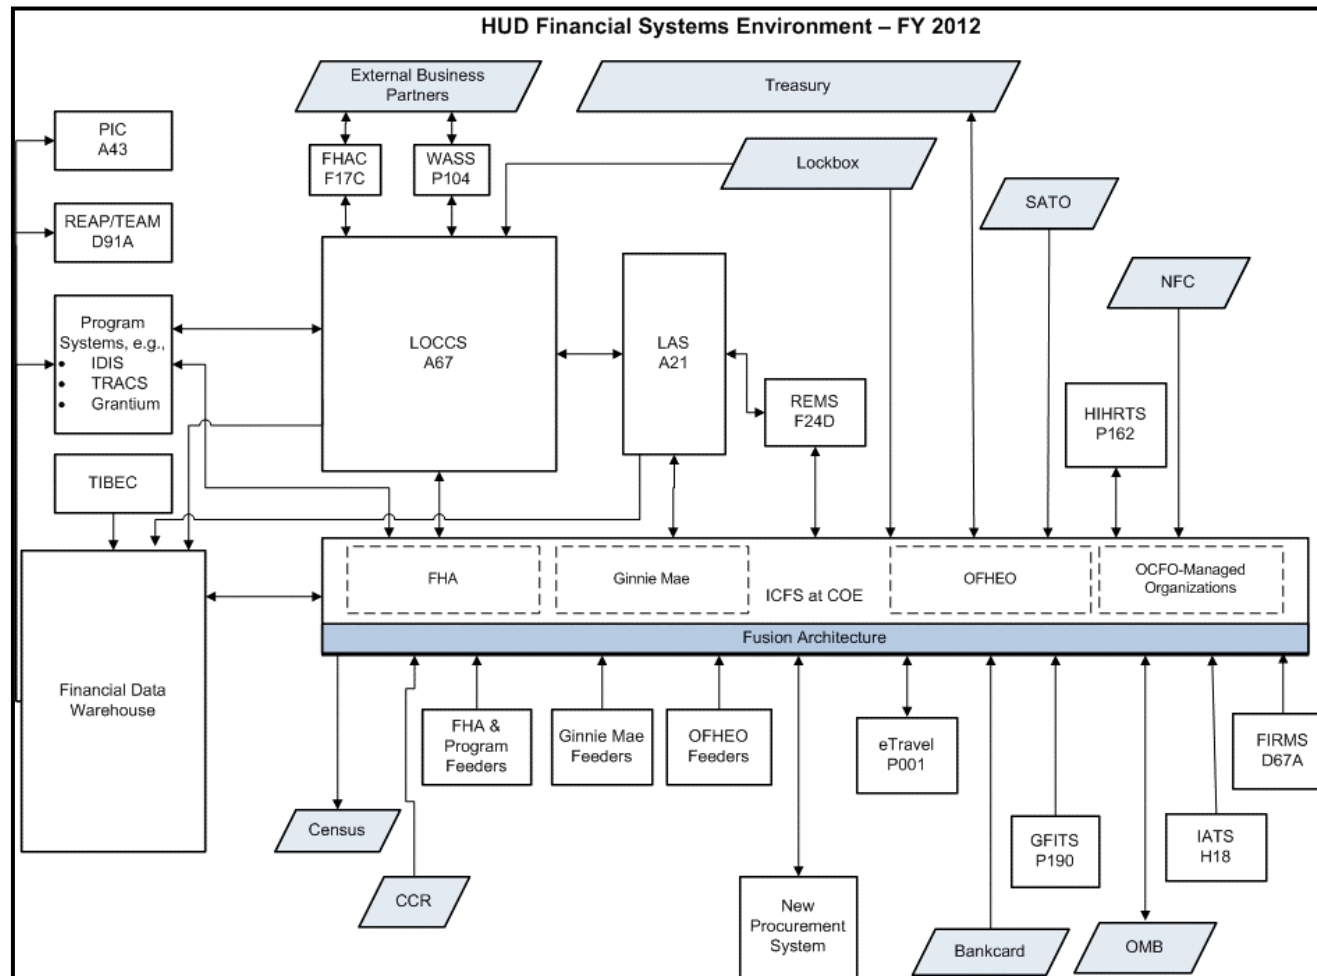 HUD Financial Systems Environment – FY 2012
External Business
Partners
Treasury
PIC
A43
FHAC
F17C
WASS
P104
Lockbox
SATO
REAP/TEAM
D91A
NFC
Program
Systems, e.g.,
• IDIS
• TRACS
• Grantium
LOCCS
A67
LAS
A21
REMS
F24D
HIHRTS
P162
TIBEC
FHA
Ginnie Mae
ICFS at COE
OFHEO
OCFO-Managed
Organizations
Fusion Architecture
Financial Data
Warehouse
FHA &
Program
Feeders
Ginnie Mae
Feeders
OFHEO
Feeders
eTravel
P001
FIRMS
D67A
Census
GFITS
P190
IATS
H18
CCR
New
Procurement
System
Bankcard
OMB